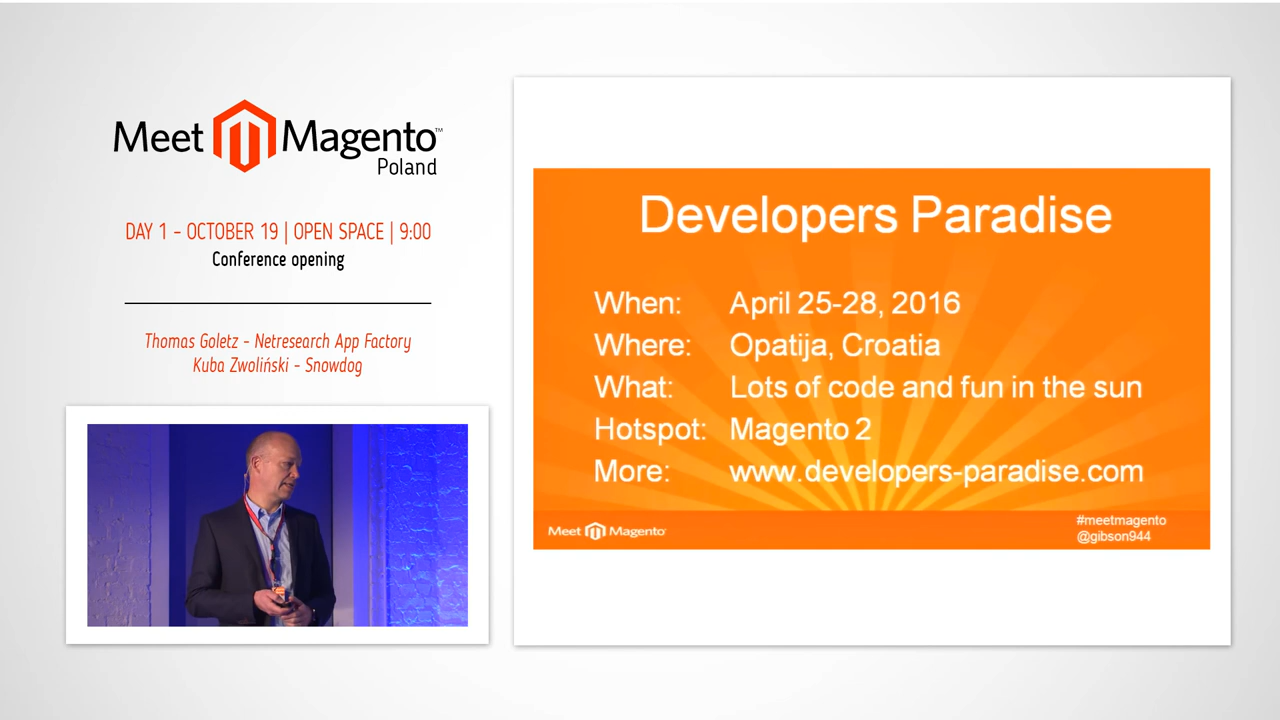 Meet Magento™
Poland
DAY 1 - OCTOBER 19 | OPEN SPACE | 9:00
Conference opening
Thomas Goletz - Netresearch App Factory
Kuba Zwoliński - Snowdog
Developers Paradise
When: April 25-28, 2016
Where: Opatija, Croatia
What: Lots of code and fun in the sun
Hotspot: Magento 2
More: www.developers-paradise.com
Meet Magento
#meetmagento
@gibson944